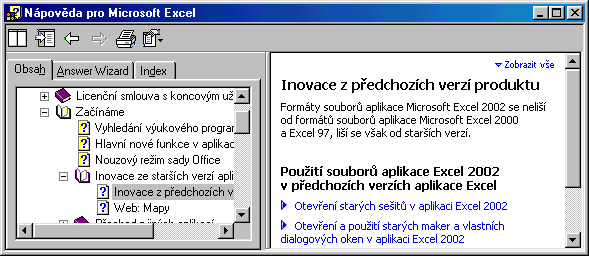 Nápověda pro Microsoft Excel
Obsah Answer Wizard Index
Licenční smlouva s koncovým už
Začínáme
Vyhledání výukového progran
Hlavní nové funkce v aplikac
Nouzový režim sady Office
Inovace ze starších verzí apli
Inovace z předchozích v
Web: Mapy
Zobrazit vše
Inovace z předchozích verzí produktu
Formáty souborů aplikace Microsoft Excel 2002 se neliší
od formátů souborů aplikace Microsoft Excel 2000
a Excel 97, liší se však od starších verzí.
Použití souborů aplikace Excel 2002
v předchozích verzích aplikace Excel
Otevření starých sešitů v aplikaci Excel 2002
Otevření a použití starých maker a vlastních
dialogových oken v aplikaci Excel 2002